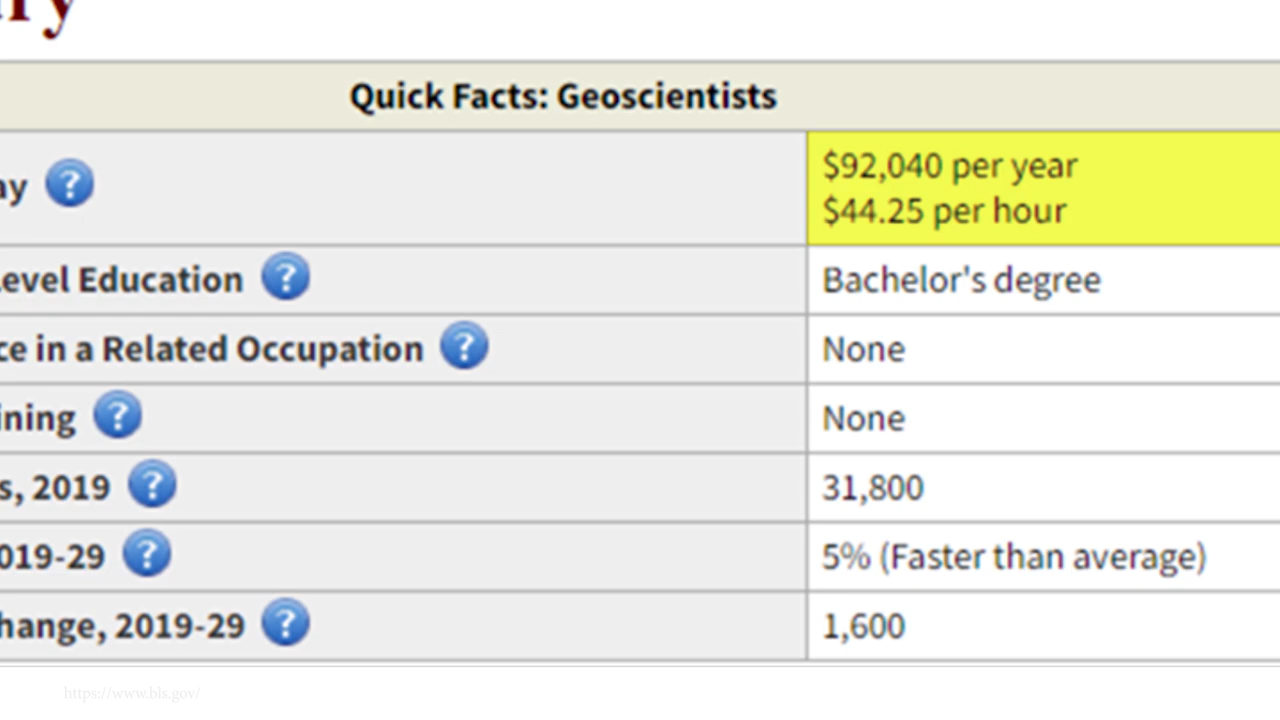 ry
Quick Facts: Geoscientists
ay
$92,040 per year
$44.25 per hour
Level Education
Bachelor's degree
ce in a Related Occupation
None
ining
None
s, 2019
31,800
019-29
5% (Faster than average)
hange, 2019-29
1,600
https://www.bls.gov/